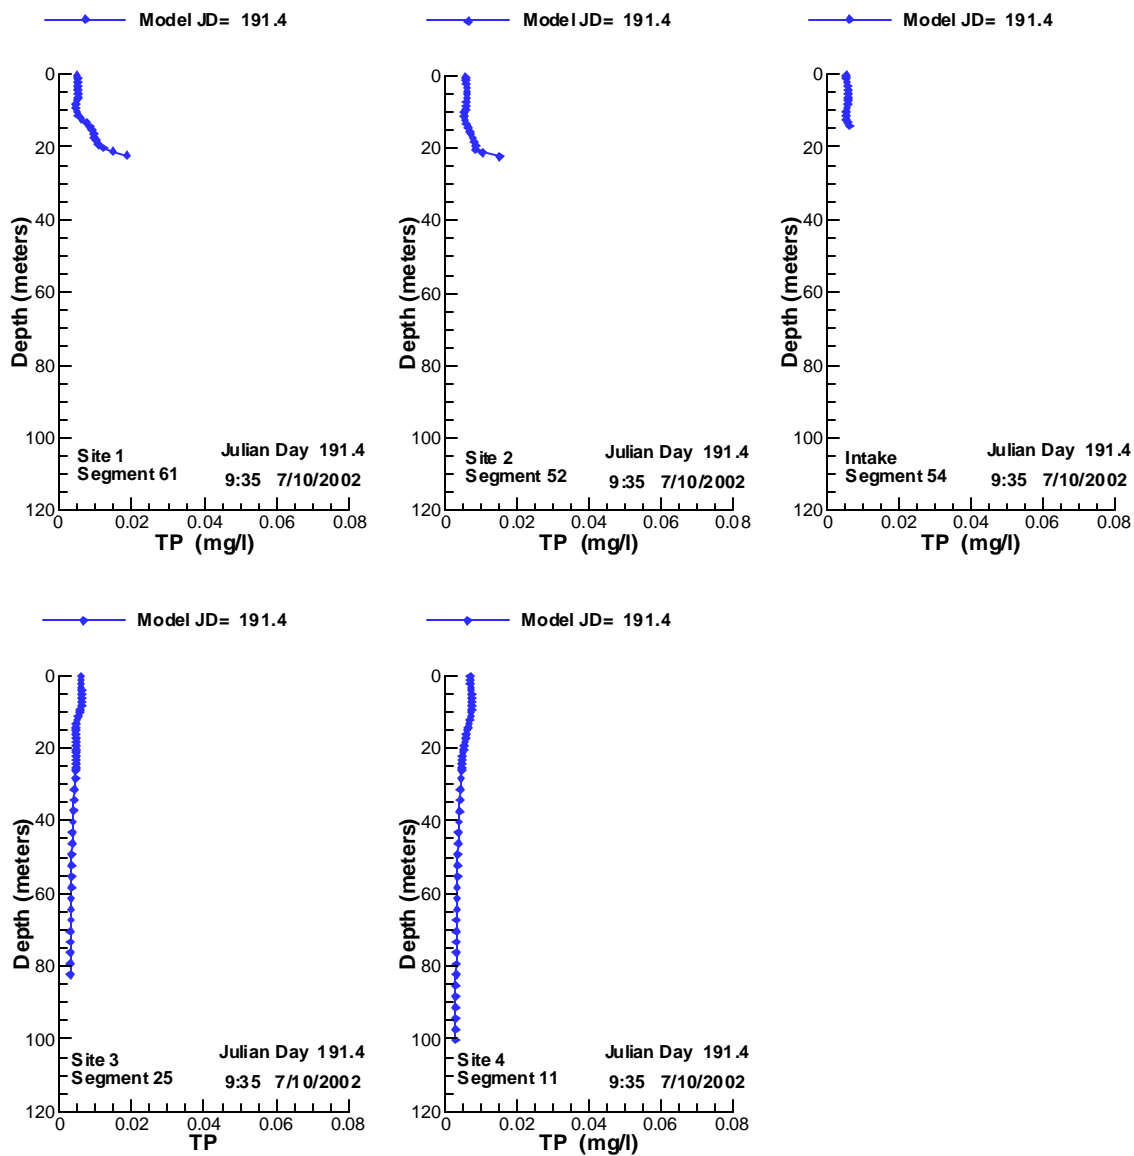 Model JD= 191.4
0
20
40
60
80
100
120
Depth (meters)
Site 1
Segment 61
Julian Day 191.4
9:35 7/10/2002
0 0.02 0.04 0.06 0.08
TP (mg/l)
Model JD= 191.4
0
20
40
60
80
100
120
Depth (meters)
Site 2
Segment 52
Julian Day 191.4
9:35 7/10/2002
0 0.02 0.04 0.06 0.08
TP (mg/l)
Model JD= 191.4
0
20
40
60
80
100
120
Depth (meters)
Intake
Segment 54
Julian Day 191.4
9:35 7/10/2002
0 0.02 0.04 0.06 0.08
TP (mg/l)
Model JD= 191.4
0
20
40
60
80
100
120
Depth (meters)
Site 3
Segment 25
Julian Day 191.4
9:35 7/10/2002
0 0.02 0.04 0.06 0.08
TP
Model JD= 191.4
0
20
40
60
80
100
120
Depth (meters)
Site 4
Segment 11
Julian Day 191.4
9:35 7/10/2002
0 0.02 0.04 0.06 0.08
TP (mg/l)